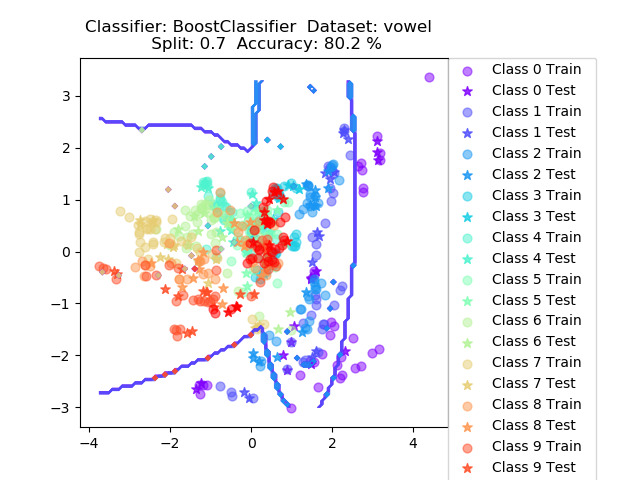 Classifier: BoostClassifier  Dataset: vowel
Split: 0.7  Accuracy: 80.2 %
3
2
1
0
−1
−2
−3
−4
−2
0
2
4
Class 0 Train
Class 0 Test
Class 1 Train
Class 1 Test
Class 2 Train
Class 2 Test
Class 3 Train
Class 3 Test
Class 4 Train
Class 4 Test
Class 5 Train
Class 5 Test
Class 6 Train
Class 6 Test
Class 7 Train
Class 7 Test
Class 8 Train
Class 8 Test
Class 9 Train
Class 9 Test